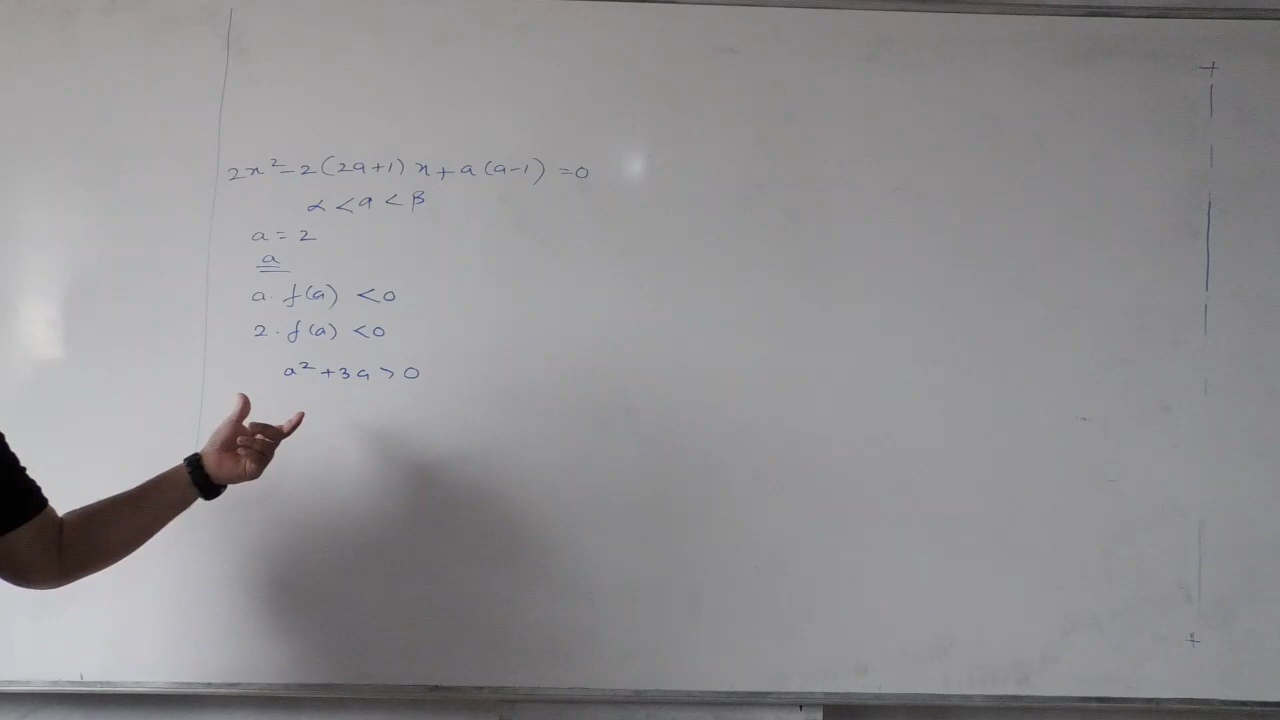 2x² - 2(2a+1)x + a(a-1) = 0
α < a < β
a = 2
a
a. f(a) < 0
2. f(a) < 0
a² + 3a > 0